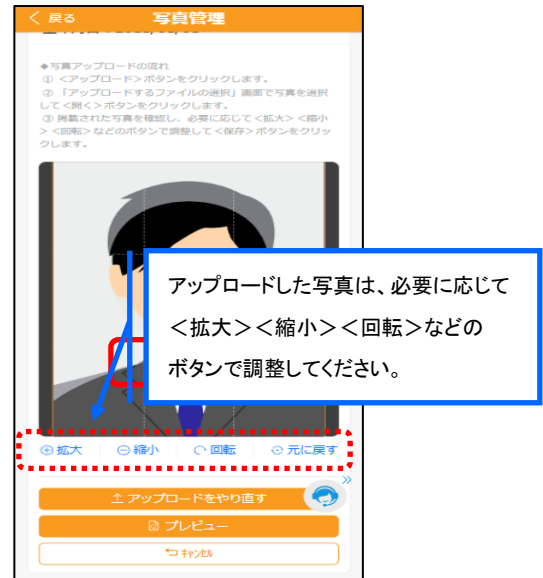 < 戻る
写真管理
◆写真アップロードの流れ
① <アップロード>ボタンをクリックします。
② 「アップロードするファイルの選択」画面で写真を選択
して<開く>ボタンをクリックします。
③ 掲載された写真を確認し、必要に応じて<拡大> <縮小
> <回転>などのボタンで調整して<保存>ボタンをクリッ
クします。
アップロードした写真は、必要に応じて
<拡大><縮小><回転>などの
ボタンで調整してください。
拡大
縮小
回転
元に戻す
アップロードをやり直す
プレビュー
キャンセル